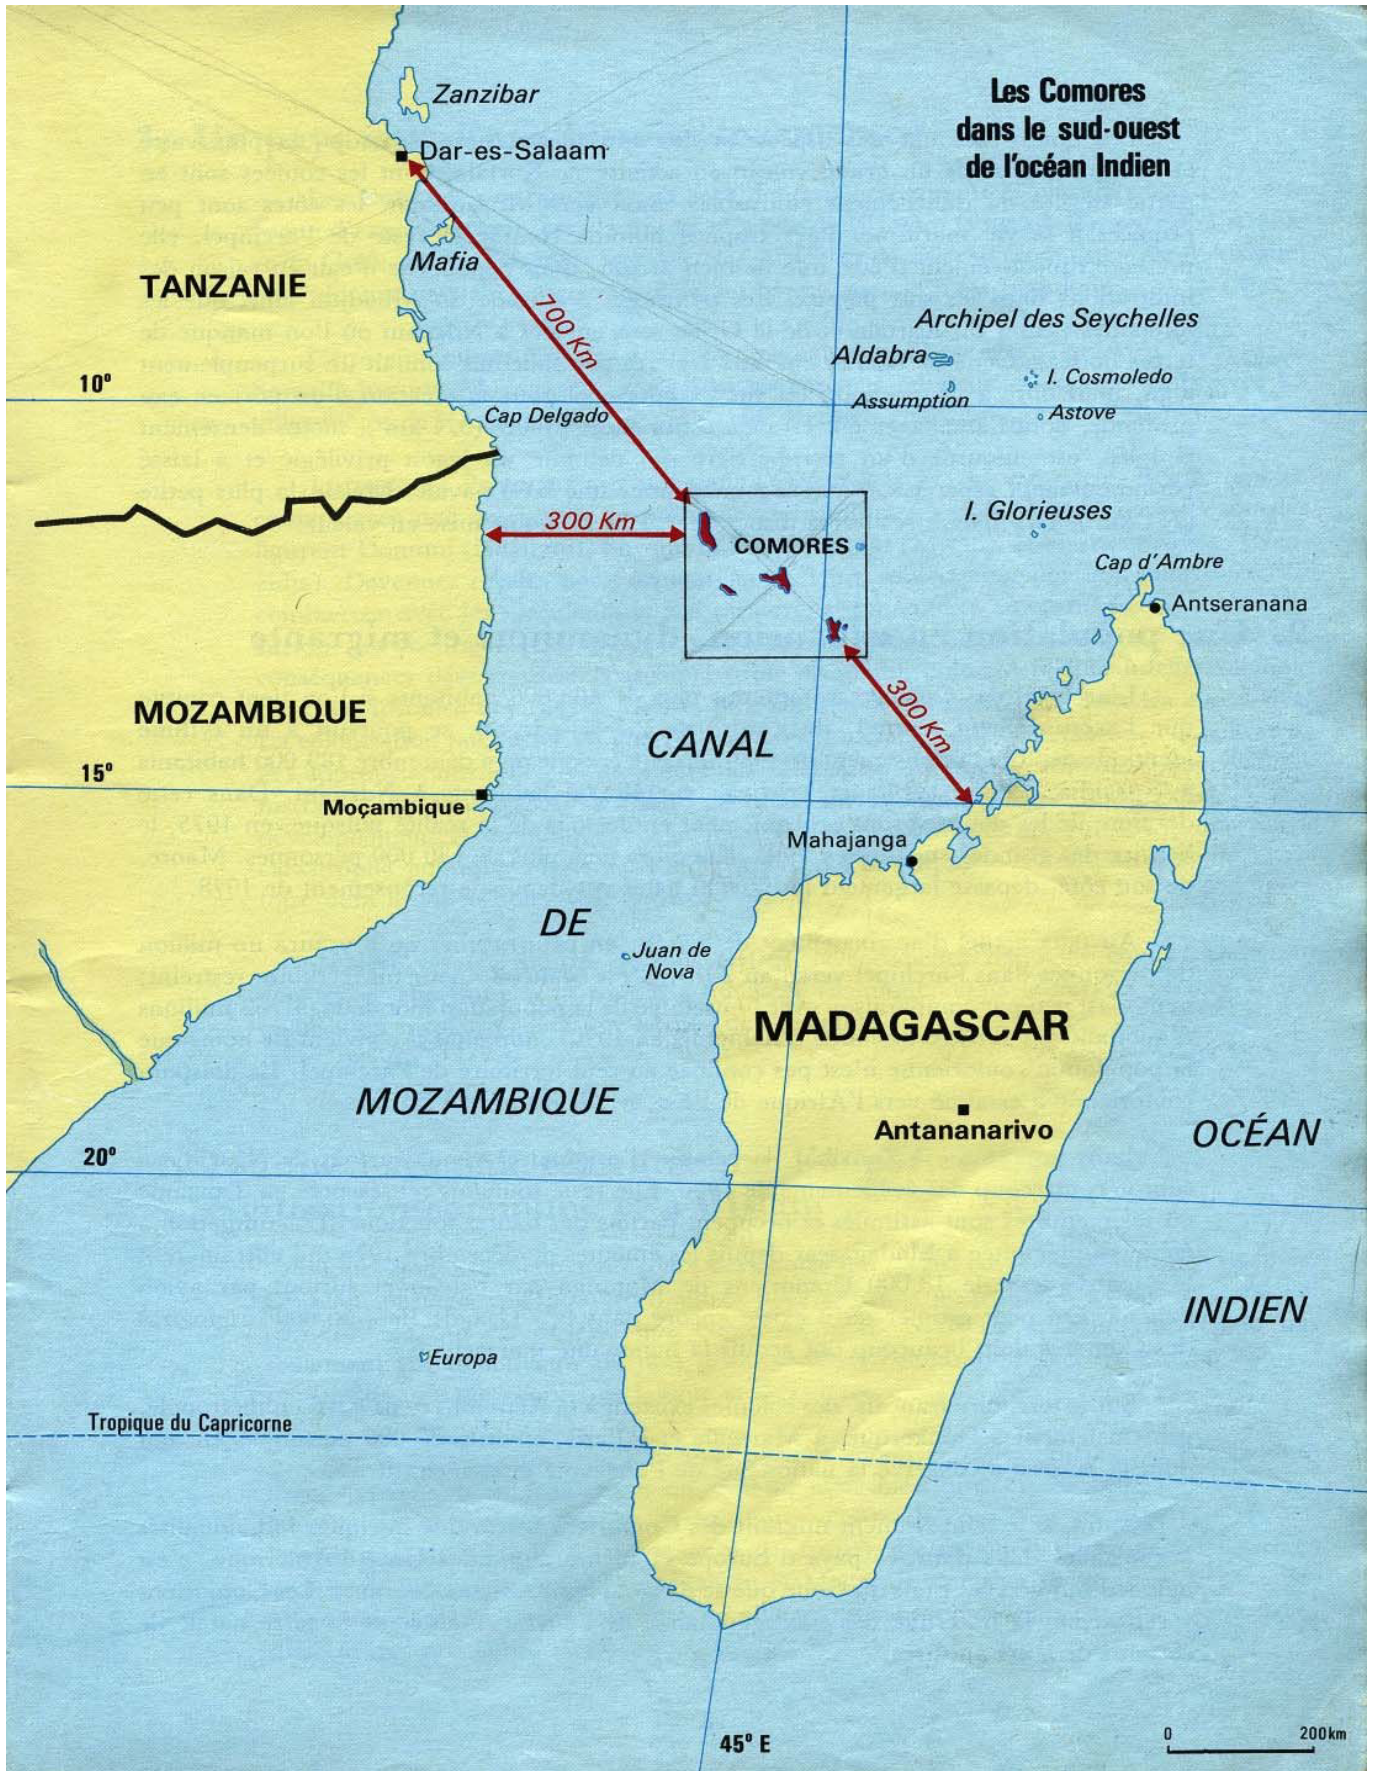 Les Comores
dans le sud-ouest
de l'océan Indien
Zanzibar
Dar-es-Salaam
Mafia
TANZANIE
700 Km
Archipel des Seychelles
Aldabra
I. Cosmoledo
Assumption
Astove
10°
Cap Delgado
I. Glorieuses
300 Km
COMORES
Cap d'Ambre
Antseranana
300 Km
MOZAMBIQUE
CANAL
15°
Moçambique
Mahajanga
DE
Juan de
Nova
MADAGASCAR
MOZAMBIQUE
Antananarivo
OCÉAN
20°
INDIEN
Europa
Tropique du Capricorne
45° E
0 200km